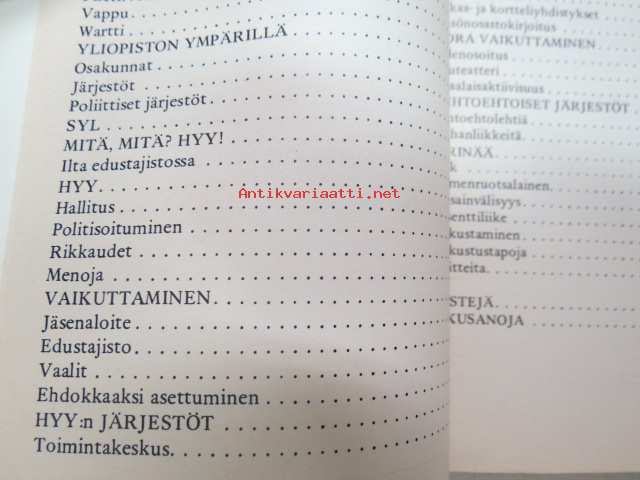 Vappu
Wartti
YLIOPISTON YMPÄRILLÄ
Osakunnat
Järjestöt
Poliittiset järjestöt
SYL
MITÄ, MITÄ? HYY!
Ilta edustajistossa
HYY
Hallitus
Politisoituminen
Rikkaudet
Menoja
VAIKUTTAMINEN
Jäsenaloite
Edustajisto
Vaalit
Ehdokkaaksi asettuminen
HYY:n JÄRJESTÖT
Toimintakeskus
Antikvariaatti.net
kas- ja kortteliyhdistykset
sönosattokirjoitus
ORA VAIKUTTAMINEN
lenosoitus
uteatteri
salaisaktiivisuus
HTOEHTOISET JÄRJESTÖT
ntoehtolehtiä
hanliikkeitä
RINÄÄ
k
menruotsalainen
sainvälisyys
senttiliike
kustaminen
kustustapoja
itteita
STEJÄ
KUSANOJA